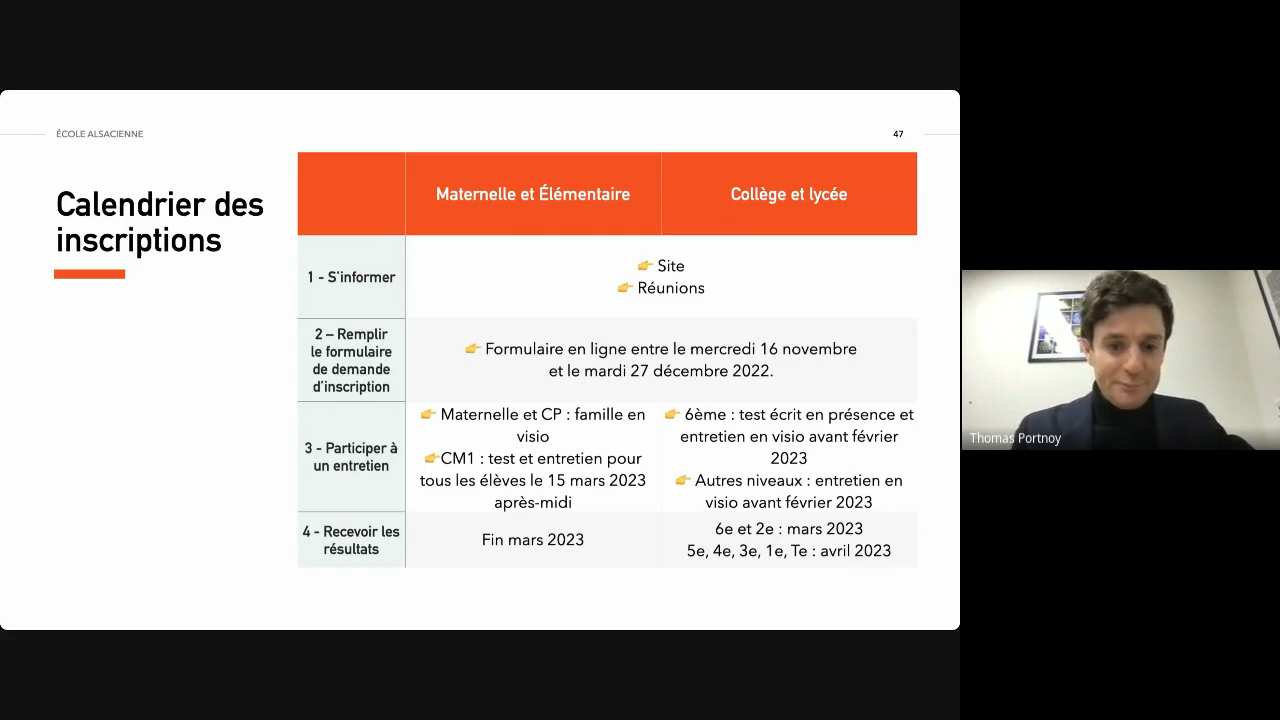 ÉCOLE ALSACIENNE
47
Calendrier des
inscriptions
Maternelle et Élémentaire
Collège et lycée
1 - S'informer
👉 Site
👉 Réunions
2 – Remplir
le formulaire
de demande
d'inscription
👉 Formulaire en ligne entre le mercredi 16 novembre
et le mardi 27 décembre 2022.
3 - Participer à
un entretien
👉 Maternelle et CP : famille en
visio
👉CM1 : test et entretien pour
tous les élèves le 15 mars 2023
après-midi
👉 6ème : test écrit en présence et
entretien en visio avant février
2023
👉 Autres niveaux : entretien en
visio avant février 2023
4 - Recevoir les
résultats
Fin mars 2023
6e et 2e : mars 2023
5e, 4e, 3e, 1e, Te : avril 2023
Thomas Portnoy